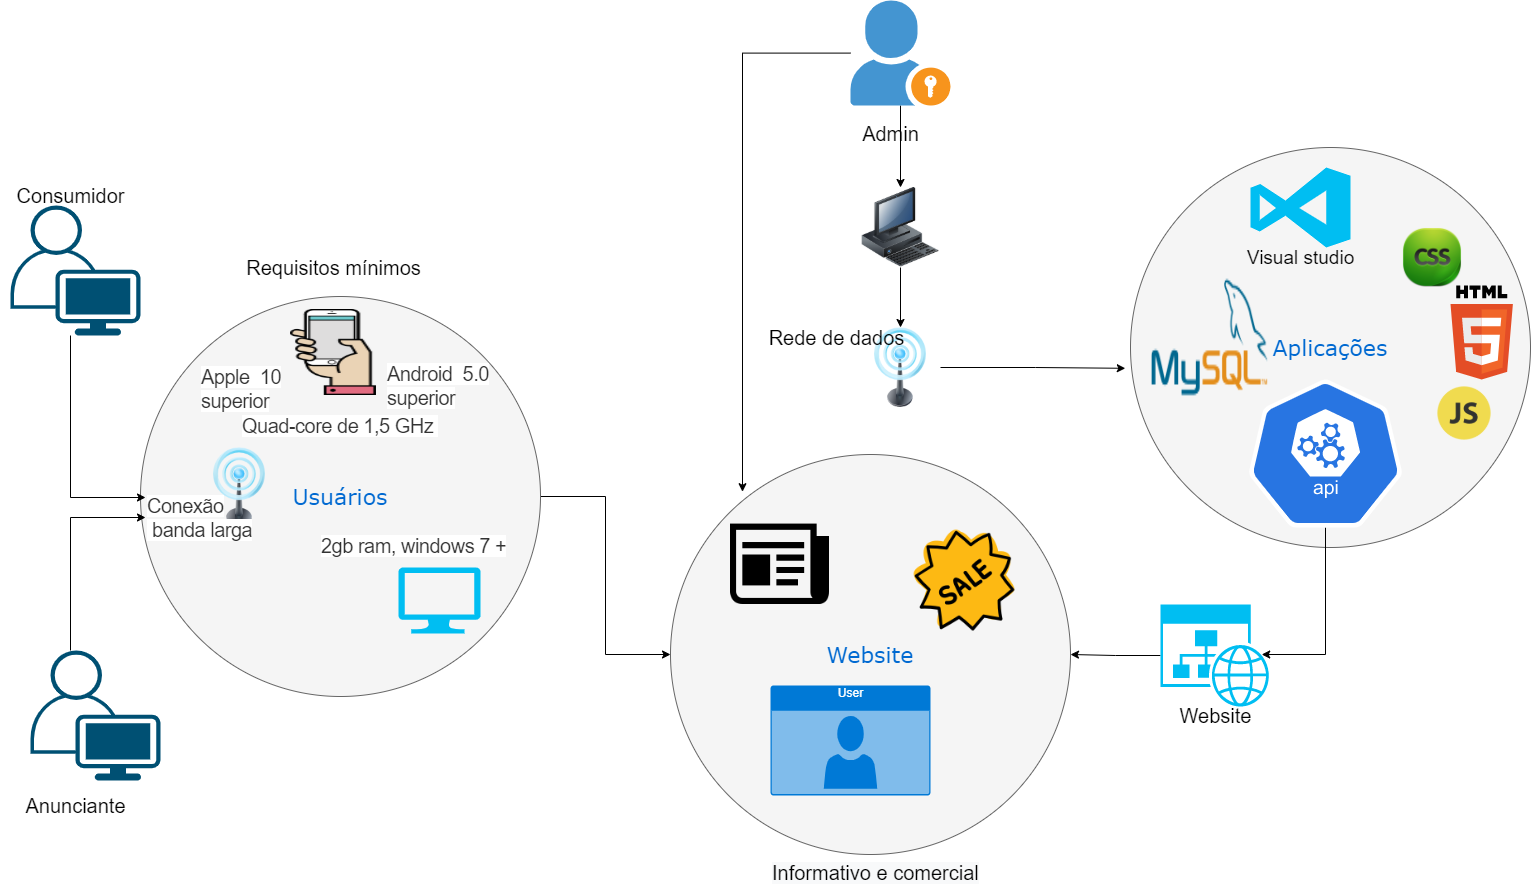 Admin
Consumidor
Requisitos mínimos
Visual studio
CSS
HTML
5
Rede de dados
MySQL
Aplicações
Apple 10
superior
Android 5.0
superior
Quad-core de 1,5 GHz
JS
api
Usuários
Conexão
banda larga
2gb ram, windows 7 +
SALE
Website
User
Website
Anunciante
Informativo e comercial